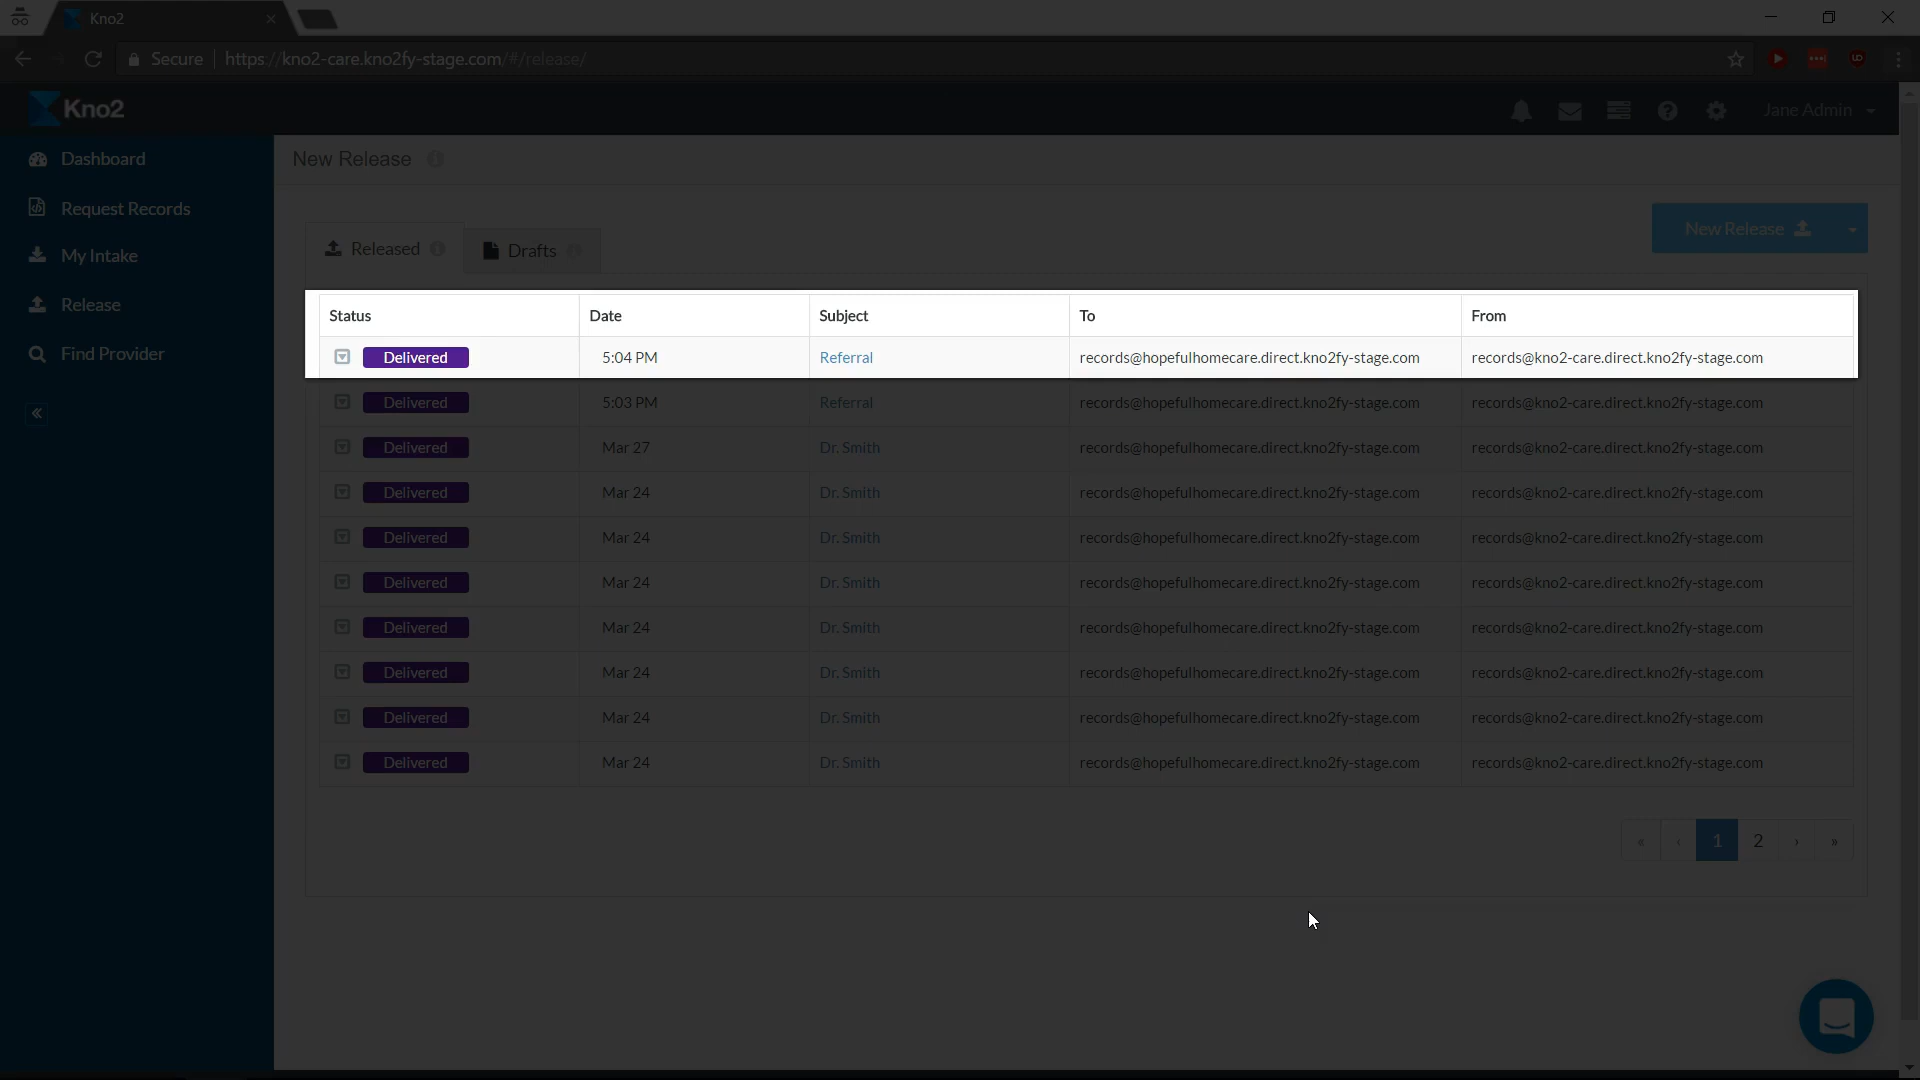 Kno2
Secure https://kno2-care.kno2fy-stage.com/#/release/
Kno2
Jane Admin
Dashboard
Request Records
My Intake
Release
Find Provider
New Release
Released
Drafts
New Release
Status Date Subject To From
Delivered 5:04 PM Referral records@hopefulhomecare.direct.kno2fy-stage.com records@kno2-care.direct.kno2fy-stage.com
Delivered 5:03 PM Referral records@hopefulhomecare.direct.kno2fy-stage.com records@kno2-care.direct.kno2fy-stage.com
Delivered Mar 27 Dr. Smith records@hopefulhomecare.direct.kno2fy-stage.com records@kno2-care.direct.kno2fy-stage.com
Delivered Mar 24 Dr. Smith records@hopefulhomecare.direct.kno2fy-stage.com records@kno2-care.direct.kno2fy-stage.com
Delivered Mar 24 Dr. Smith records@hopefulhomecare.direct.kno2fy-stage.com records@kno2-care.direct.kno2fy-stage.com
Delivered Mar 24 Dr. Smith records@hopefulhomecare.direct.kno2fy-stage.com records@kno2-care.direct.kno2fy-stage.com
Delivered Mar 24 Dr. Smith records@hopefulhomecare.direct.kno2fy-stage.com records@kno2-care.direct.kno2fy-stage.com
Delivered Mar 24 Dr. Smith records@hopefulhomecare.direct.kno2fy-stage.com records@kno2-care.direct.kno2fy-stage.com
Delivered Mar 24 Dr. Smith records@hopefulhomecare.direct.kno2fy-stage.com records@kno2-care.direct.kno2fy-stage.com
Delivered Mar 24 Dr. Smith records@hopefulhomecare.direct.kno2fy-stage.com records@kno2-care.direct.kno2fy-stage.com
« ‹ 1 2 › »